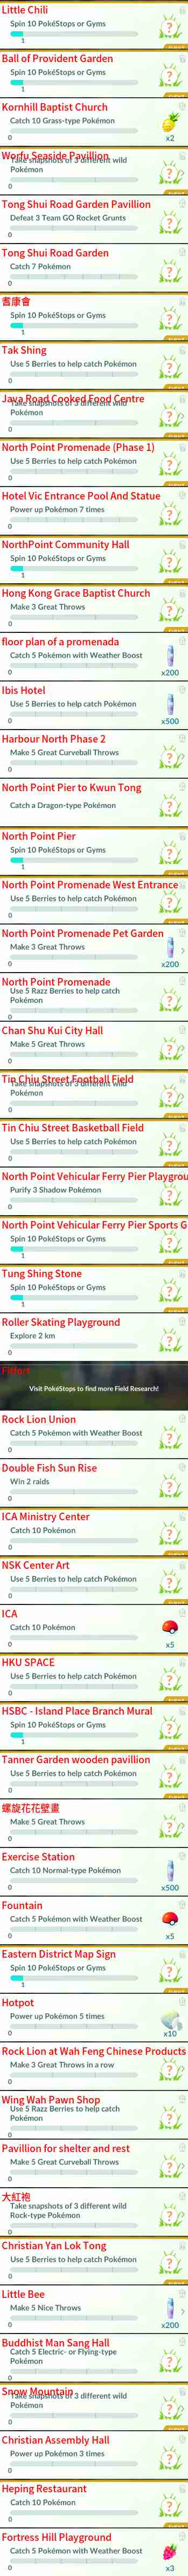 Little Chili
Spin 10 PokéStops or Gyms
1
Ball of Provident Garden
Spin 10 PokéStops or Gyms
1
Kornhill Baptist Church
Catch 10 Grass-type Pokémon
0
x2
Worfu Seaside Pavillion
Take snapshots of 3 different wild
Pokémon
0
Tong Shui Road Garden Pavillion
Defeat 3 Team GO Rocket Grunts
0
Tong Shui Road Garden
Catch 7 Pokémon
0
耆康會
Spin 10 PokéStops or Gyms
1
Tak Shing
Use 5 Berries to help catch Pokémon
0
Java Road Cooked Food Centre
Take snapshots of 3 different wild
Pokémon
0
North Point Promenade (Phase 1)
Use 5 Berries to help catch Pokémon
0
Hotel Vic Entrance Pool And Statue
Power up Pokémon 7 times
0
NorthPoint Community Hall
Spin 10 PokéStops or Gyms
1
Hong Kong Grace Baptist Church
Make 3 Great Throws
0
floor plan of a promenada
Catch 5 Pokémon with Weather Boost
0
x200
Ibis Hotel
Use 5 Berries to help catch Pokémon
0
x500
Harbour North Phase 2
Make 5 Great Curveball Throws
0
North Point Pier to Kwun Tong
Catch a Dragon-type Pokémon
North Point Pier
Spin 10 PokéStops or Gyms
1
North Point Promenade West Entrance
Use 5 Berries to help catch Pokémon
0
North Point Promenade Pet Garden
Make 3 Great Throws
0
x200
North Point Promenade
Use 5 Razz Berries to help catch
Pokémon
0
Chan Shu Kui City Hall
Make 5 Great Throws
0
Tin Chiu Street Football Field
Take snapshots of 3 different wild
Pokémon
0
Tin Chiu Street Basketball Field
Use 5 Berries to help catch Pokémon
0
North Point Vehicular Ferry Pier Playgrou
Purify 3 Shadow Pokémon
0
North Point Vehicular Ferry Pier Sports G
Spin 10 PokéStops or Gyms
1
Tung Shing Stone
Spin 10 PokéStops or Gyms
1
Roller Skating Playground
Explore 2 km
0
Visit PokéStops to find more Field Research!
Rock Lion Union
Catch 5 Pokémon with Weather Boost
0
Double Fish Sun Rise
Win 2 raids
0
ICA Ministry Center
Catch 10 Pokémon
0
NSK Center Art
Use 5 Berries to help catch Pokémon
0
ICA
Catch 10 Pokémon
0
x5
HKU SPACE
Use 5 Berries to help catch Pokémon
0
HSBC - Island Place Branch Mural
Spin 10 PokéStops or Gyms
1
Tanner Garden wooden pavillion
Use 5 Berries to help catch Pokémon
0
螺旋花花壁畫
Make 5 Great Throws
0
Exercise Station
Catch 10 Normal-type Pokémon
0
x500
Fountain
Catch 5 Pokémon with Weather Boost
0
x5
Eastern District Map Sign
Spin 10 PokéStops or Gyms
1
Hotpot
Power up Pokémon 5 times
0
x10
Rock Lion at Wah Feng Chinese Products
Make 3 Great Throws in a row
0
Wing Wah Pawn Shop
Use 5 Razz Berries to help catch
Pokémon
0
Pavillion for shelter and rest
Make 5 Great Curveball Throws
0
大紅袍
Take snapshots of 3 different wild
Rock-type Pokémon
0
Christian Yan Lok Tong
Use 5 Berries to help catch Pokémon
0
Little Bee
Make 5 Nice Throws
0
x200
Buddhist Man Sang Hall
Catch 5 Electric- or Flying-type
Pokémon
0
Snow Mountain
Take snapshots of 3 different wild
Pokémon
0
Christian Assembly Hall
Power up Pokémon 3 times
0
Heping Restaurant
Catch 10 Pokémon
0
Fortress Hill Playground
Catch 5 Pokémon with Weather Boost
0
x3